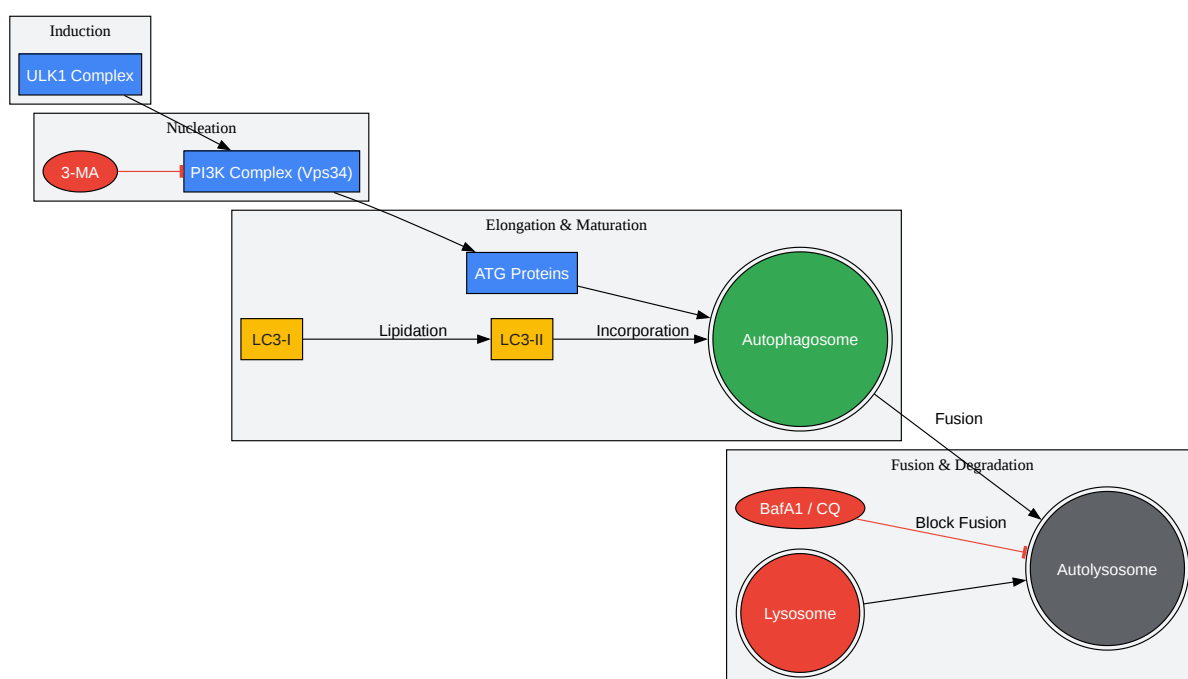 Induction
ULK1 Complex
Nucleation
3-MA
PI3K Complex (Vps34)
Elongation & Maturation
ATG Proteins
LC3-I
Lipidation
LC3-II
Incorporation
Autophagosome
Fusion
Fusion & Degradation
BafA1 / CQ
Block Fusion
Autolysosome
Lysosome